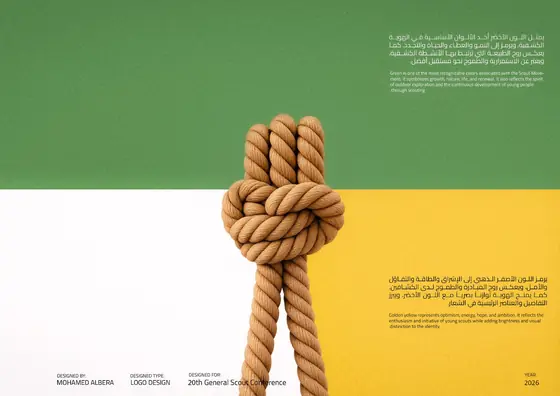 يمثل اللون الأخضر أحد الألوان الأساسية في الهوية
الكشفية، ويرمز إلى النمو والعطاء والحياة والتجدد. كما
يعكس روح الطبيعة التي ترتبط بها الأنشطة الكشفية،
ويعبر عن الاستمرارية والطموح نحو مستقبل أفضل.
Green is one of the most recognizable colors associated with the Scout Move-
ment. It symbolizes growth, nature, life, and renewal. It also reflects the spirit
of outdoor exploration and the continuous development of young people
through scouting.
يرمز اللون الأصفر الذهبي إلى الإشراق والطاقة والتفاؤل
والأمل، ويعكس روح المبادرة والطموح لدى الكشافين.
كما يمنح الهوية توازنًا بصريًا مع اللون الأخضر، ويبرز
التفاصيل والعناصر الرئيسية في الشعار.
Golden yellow represents optimism, energy, hope, and ambition. It reflects the
enthusiasm and initiative of young scouts while adding brightness and visual
distinction to the identity.
DESIGNED BY:
MOHAMED ALBERA
DESIGNED TYPE:
LOGO DESIGN
DESIGNED FOR:
20th General Scout Conference
YEAR:
2026